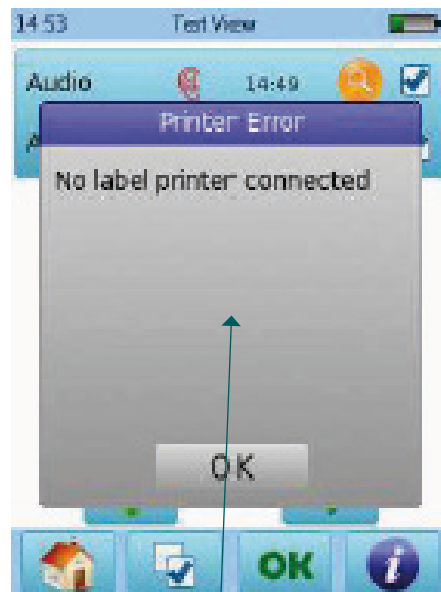 14:53 Test View
Audio 14:49
Printer Error
No label printer connected
OK
OK
i